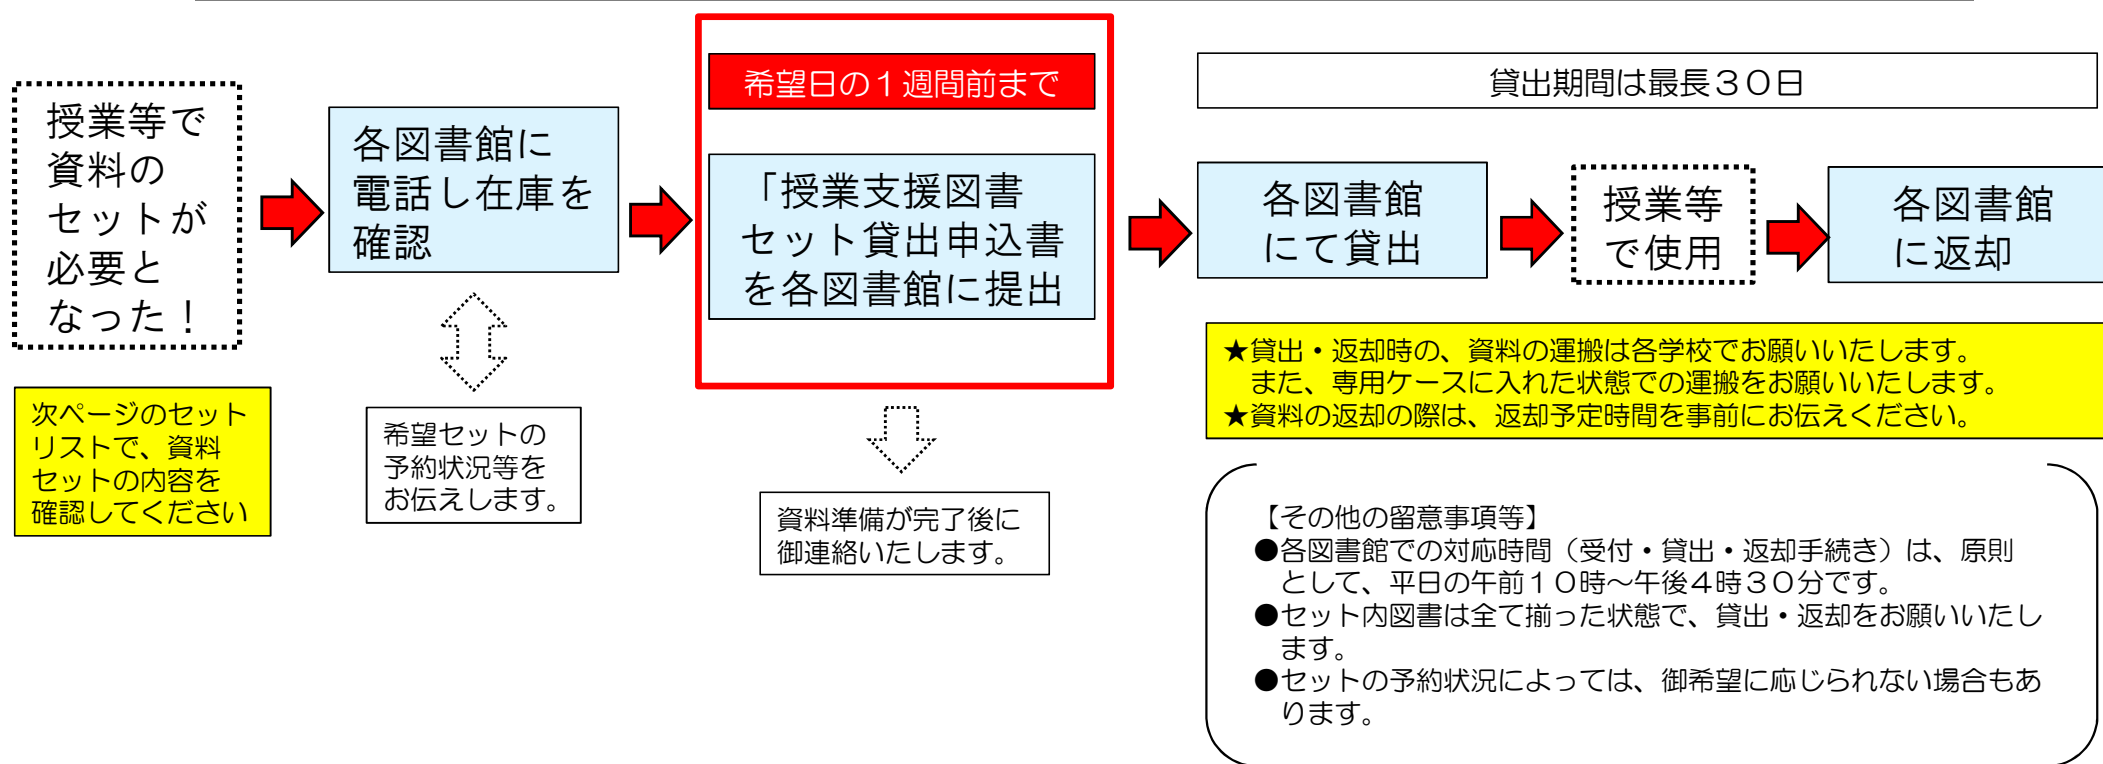 授業等で
資料の
セットが
必要と
なった！
次ページのセット
リストで、資料
セットの内容を
確認してください
各図書館に
電話し在庫を
確認
希望セットの
予約状況等を
お伝えします。
希望日の１週間前まで
「授業支援図書
セット貸出申込書
を各図書館に提出
資料準備が完了後に
御連絡いたします。
貸出期間は最長３０日
各図書館
にて貸出
授業等
で使用
各図書館
に返却
★貸出・返却時の、資料の運搬は各学校でお願いいたします。
また、専用ケースに入れた状態での運搬をお願いいたします。
★資料の返却の際は、返却予定時間を事前にお伝えください。
【その他の留意事項等】
●各図書館での対応時間（受付・貸出・返却手続き）は、原則
として、平日の午前１０時～午後４時３０分です。
●セット内図書は全て揃った状態で、貸出・返却をお願いいたし
ます。
●セットの予約状況によっては、御希望に応じられない場合もあ
ります。